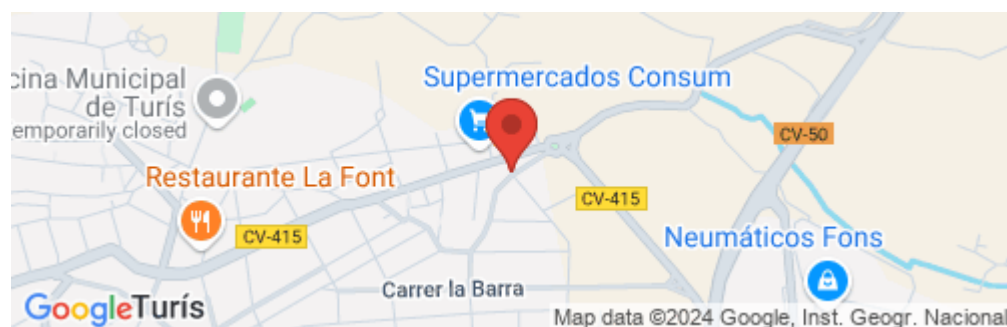 cina Municipal
de Turís
emporarily closed
Supermercados Consum
CV-50
Restaurante La Font
CV-415
CV-415
Neumáticos Fons
Carrer la Barra
Google
Turís
Map data ©2024 Google, Inst. Geogr. Naciona